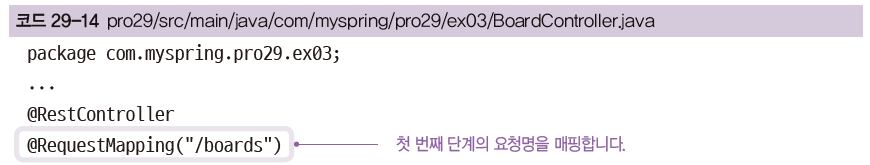 코드 29-14 pro29/src/main/java/com/myspring/pro29/ex03/BoardController.java
package com.myspring.pro29.ex03;
...
@RestController
@RequestMapping("/boards") 첫 번째 단계의 요청명을 매핑합니다.